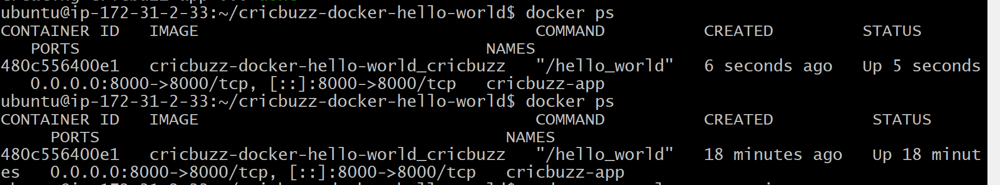 ubuntu@ip-172-31-2-33:~/cricbuzz-docker-hello-world$ docker ps
CONTAINER ID   IMAGE                                  COMMAND          CREATED         STATUS
   PORTS                                         NAMES
480c556400e1   cricbuzz-docker-hello-world_cricbuzz   "/hello_world"   6 seconds ago   Up 5 seconds
   0.0.0.0:8000->8000/tcp, [::]:8000->8000/tcp   cricbuzz-app
ubuntu@ip-172-31-2-33:~/cricbuzz-docker-hello-world$ docker ps
CONTAINER ID   IMAGE                                  COMMAND          CREATED          STATUS
     PORTS                                         NAMES
480c556400e1   cricbuzz-docker-hello-world_cricbuzz   "/hello_world"   18 minutes ago   Up 18 minut
es   0.0.0.0:8000->8000/tcp, [::]:8000->8000/tcp   cricbuzz-app